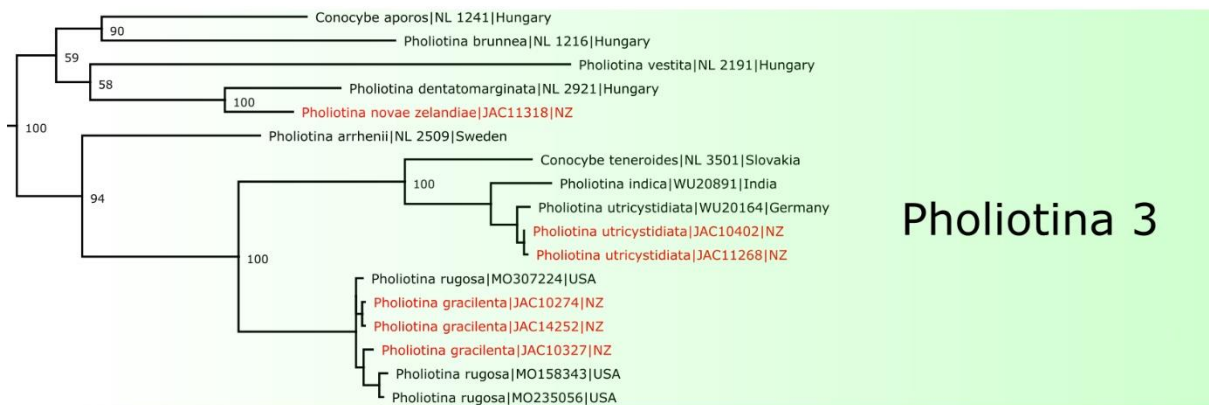 Conocybe aporos|NL 1241|Hungary
90
Pholiotina brunnea|NL 1216|Hungary
59
Pholiotina vestita|NL 2191|Hungary
58
Pholiotina dentatomarginata|NL 2921|Hungary
100
Pholiotina novae zelandiae|JAC11318|NZ
100
Pholiotina arrhenii|NL 2509|Sweden
Conocybe teneroides|NL 3501|Slovakia
100
Pholiotina indica|WU20891|India
94
Pholiotina utricystidiata|WU20164|Germany
Pholiotina 3
Pholiotina utricystidiata|JAC10402|NZ
Pholiotina utricystidiata|JAC11268|NZ
100
Pholiotina rugosa|MO307224|USA
Pholiotina gracilenta|JAC10274|NZ
Pholiotina gracilenta|JAC14252|NZ
Pholiotina gracilenta|JAC10327|NZ
Pholiotina rugosa|MO158343|USA
Pholiotina rugosa|MO235056|USA